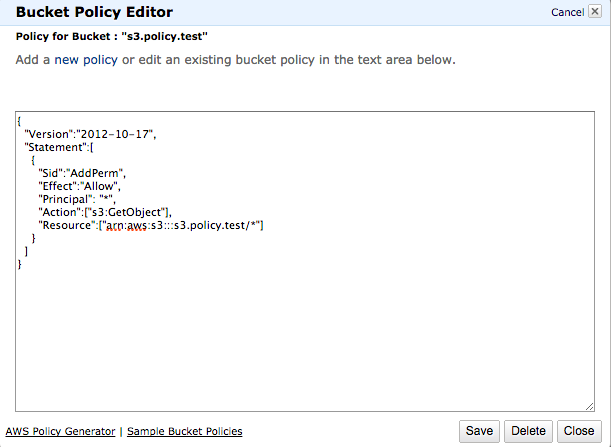 Bucket Policy Editor
Cancel
Policy for Bucket : "s3.policy.test"
Add a new policy or edit an existing bucket policy in the text area below.
{
  "Version":"2012-10-17",
  "Statement":[
    {
      "Sid":"AddPerm",
      "Effect":"Allow",
      "Principal": "*",
      "Action":["s3:GetObject"],
      "Resource":["arn:aws:s3:::s3.policy.test/*"]
    }
  ]
}
AWS Policy Generator | Sample Bucket Policies
Save Delete Close